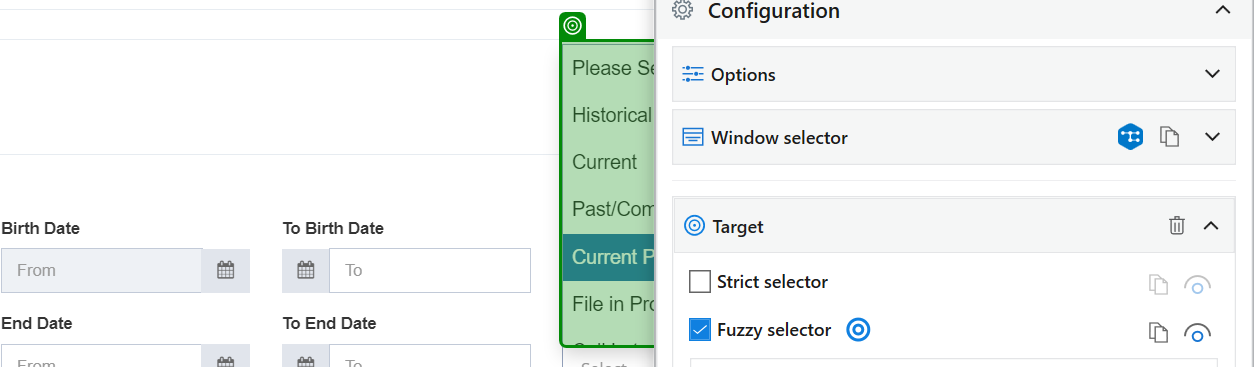 Configuration
Please Se
Options
Historical
Window selector
Current
Past/Com
Birth Date
To Birth Date
Target
From
To
Current P
Strict selector
File in Pro
End Date
To End Date
Fuzzy selector
From
To
Select